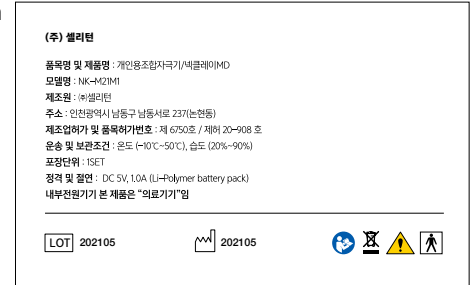 (주) 셀리턴
품목명 및 제품명 : 개인용조합자극기/넥클레이MD
모델명 : NK-M21M1
제조원 : ㈜셀리턴
주소 : 인천광역시 남동구 남동서로 237(논현동)
제조업허가 및 품목허가번호 : 제 6750호 / 제허 20-908 호
운송 및 보관조건 : 온도 (-10℃~50℃), 습도 (20%~90%)
포장단위 : 1SET
정격 및 절연 : DC 5V, 1.0A (Li-Polymer battery pack)
내부전원기기 본 제품은 "의료기기"임
LOT 202105 202105